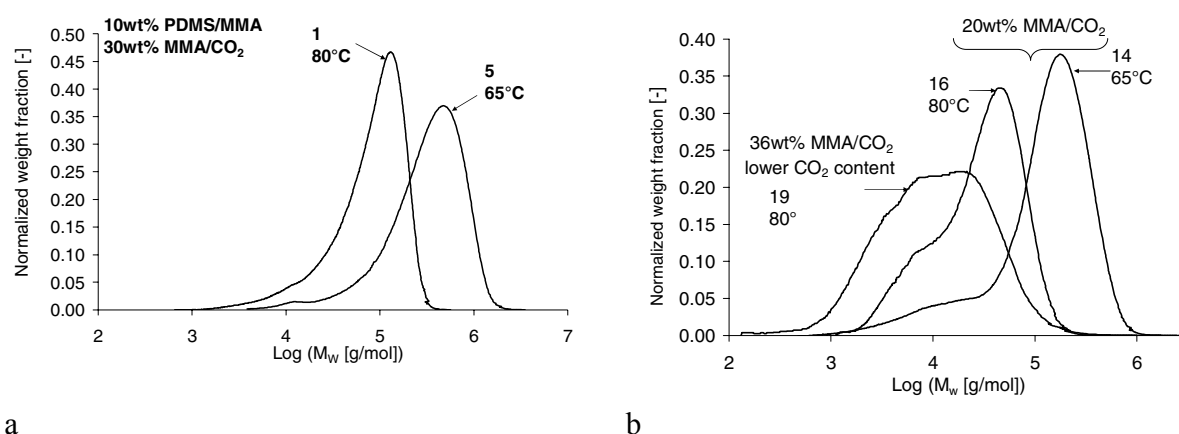 10wt% PDMS/MMA
30wt% MMA/CO₂
1
80°C
5
65°C
Normalized weight fraction [-]
0.50
0.45
0.40
0.35
0.30
0.25
0.20
0.15
0.10
0.05
0.00
2
3
4
5
6
7
Log (M_W [g/mol])
a
20wt% MMA/CO₂
14
65°C
16
80°C
36wt% MMA/CO₂
lower CO₂ content
19
80°
Normalized weight fraction [-]
0.40
0.35
0.30
0.25
0.20
0.15
0.10
0.05
0.00
2
3
4
5
6
Log (M_w [g/mol])
b